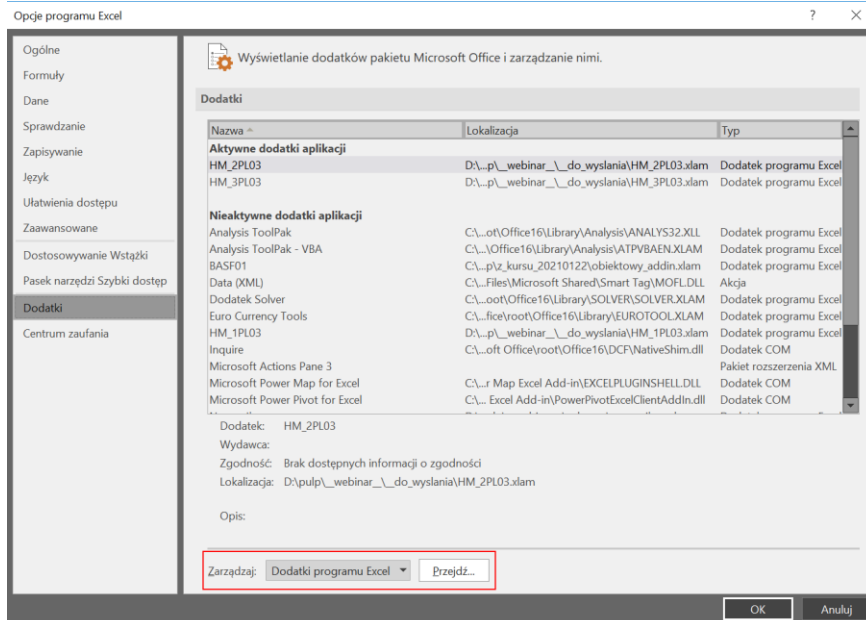 Opcje programu Excel ? ×
Ogólne
Formuły
Dane
Sprawdzanie
Zapisywanie
Język
Ułatwienia dostępu
Zaawansowane
Dostosowywanie Wstążki
Pasek narzędzi Szybki dostęp
Dodatki
Centrum zaufania
Wyświetlanie dodatków pakietu Microsoft Office i zarządzanie nimi.
Dodatki
Nazwa Lokalizacja Typ
Aktywne dodatki aplikacji
HM_2PL03 D:\...p\__webinar__\__do_wyslania\HM_2PL03.xlam Dodatek programu Excel
HM_3PL03 D:\...p\__webinar__\__do_wyslania\HM_3PL03.xlam Dodatek programu Excel
Nieaktywne dodatki aplikacji
Analysis ToolPak C:\...ot\Office16\Library\Analysis\ANALYS32.XLL Dodatek programu Excel
Analysis ToolPak - VBA C:\...\Office16\Library\Analysis\ATPVBAEN.XLAM Dodatek programu Excel
BASF01 C:\...p\z_kursu_20210122\obiektowy_addin.xlam Dodatek programu Excel
Data (XML) C:\...Files\Microsoft Shared\Smart Tag\MOFL.DLL Akcja
Dodatek Solver C:\...oot\Office16\Library\SOLVER\SOLVER.XLAM Dodatek programu Excel
Euro Currency Tools C:\...fice\root\Office16\Library\EUROTOOL.XLAM Dodatek programu Excel
HM_1PL03 D:\...p\__webinar__\__do_wyslania\HM_1PL03.xlam Dodatek programu Excel
Inquire C:\...oft Office\root\Office16\DCF\NativeShim.dll Dodatek COM
Microsoft Actions Pane 3 Pakiet rozszerzenia XML
Microsoft Power Map for Excel C:\...r Map Excel Add-in\EXCELPLUGINSHELL.DLL Dodatek COM
Microsoft Power Pivot for Excel C:\... Excel Add-in\PowerPivotExcelClientAddIn.dll Dodatek COM
Dodatek: HM_2PL03
Wydawca:
Zgodność: Brak dostępnych informacji o zgodności
Lokalizacja: D:\pulp\__webinar__\__do_wyslania\HM_2PL03.xlam
Opis:
Zarządzaj: Dodatki programu Excel Przejdź...
OK Anuluj